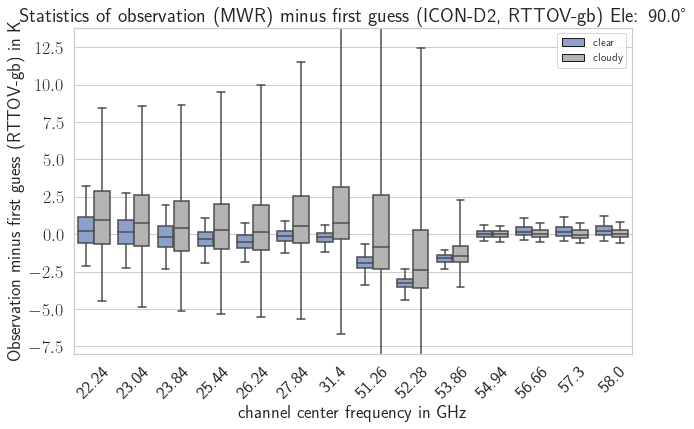 Statistics of observation (MWR) minus first guess (ICON-D2, RTTOV-gb) Ele: 90.0°
clear
cloudy
Observation minus first guess (RTTOV-gb) in K
12.5
10.0
7.5
5.0
2.5
0.0
−2.5
−5.0
−7.5
22.24 23.04 23.84 25.44 26.24 27.84 31.4 51.26 52.28 53.86 54.94 56.66 57.3 58.0
channel center frequency in GHz